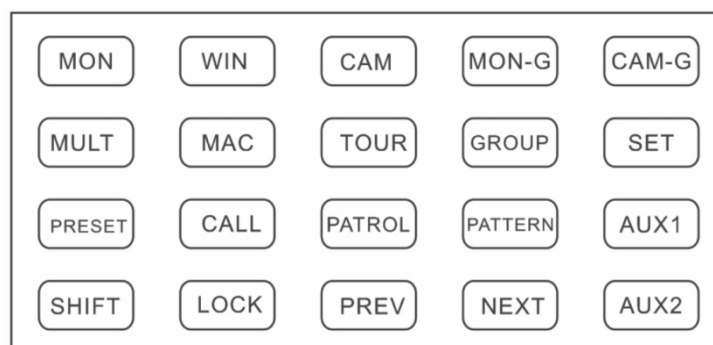 MON WIN CAM MON-G CAM-G
MULT MAC TOUR GROUP SET
PRESET CALL PATROL PATTERN AUX1
SHIFT LOCK PREV NEXT AUX2